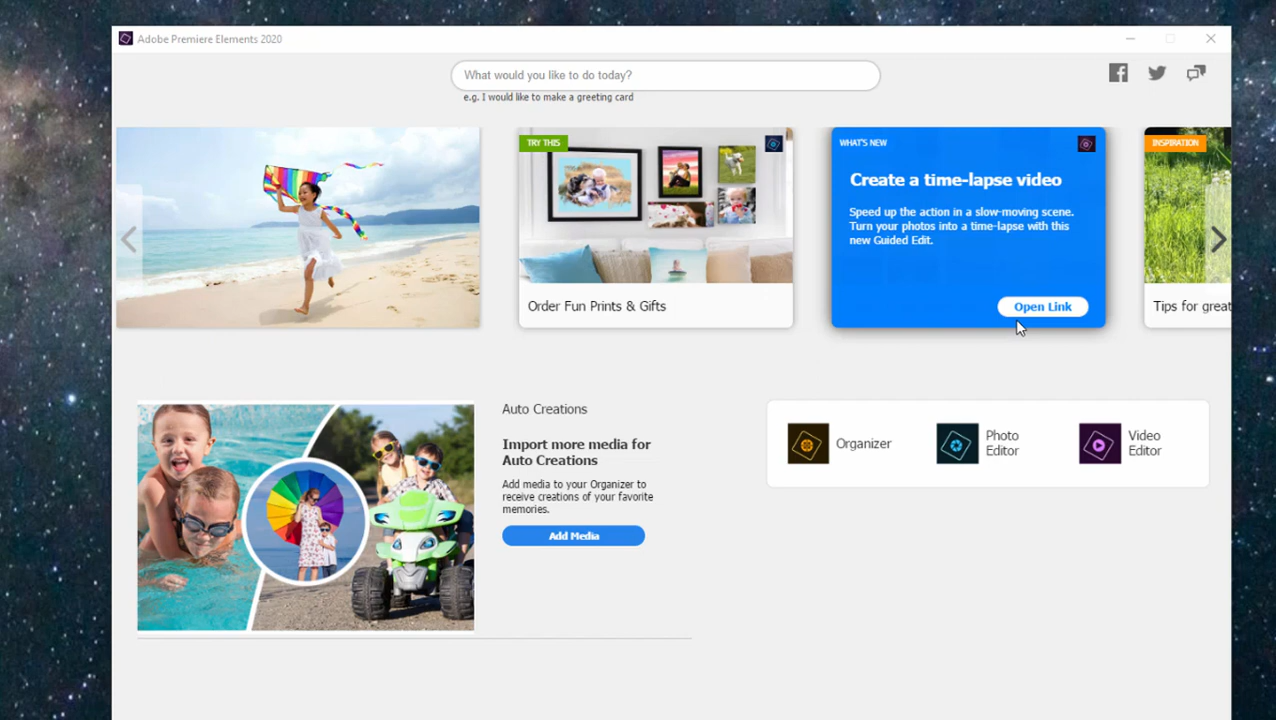 Adobe Premiere Elements 2020
What would you like to do today?
e.g. I would like to make a greeting card
TRY THIS
Order Fun Prints & Gifts
WHAT'S NEW
Create a time-lapse video
Speed up the action in a slow-moving scene.
Turn your photos into a time-lapse with this
new Guided Edit.
Open Link
INSPIRATION
Tips for great
Auto Creations
Import more media for
Auto Creations
Add media to your Organizer to
receive creations of your favorite
memories.
Add Media
Organizer
Photo
Editor
Video
Editor